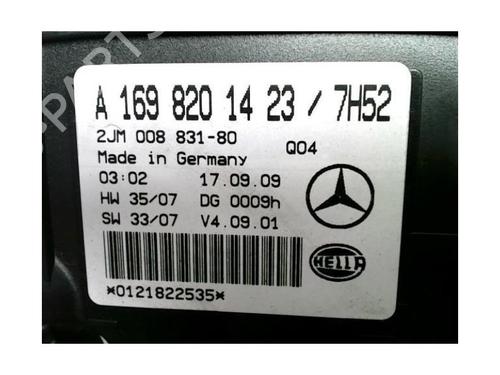 A 169 820 14 23 / 7H52
2JM 008 831-80 Q04
Made in Germany
03:02 17.09.09
HW 35/07 DG 0009h
SW 33/07 V4.09.01
HELLA
*0121822535*